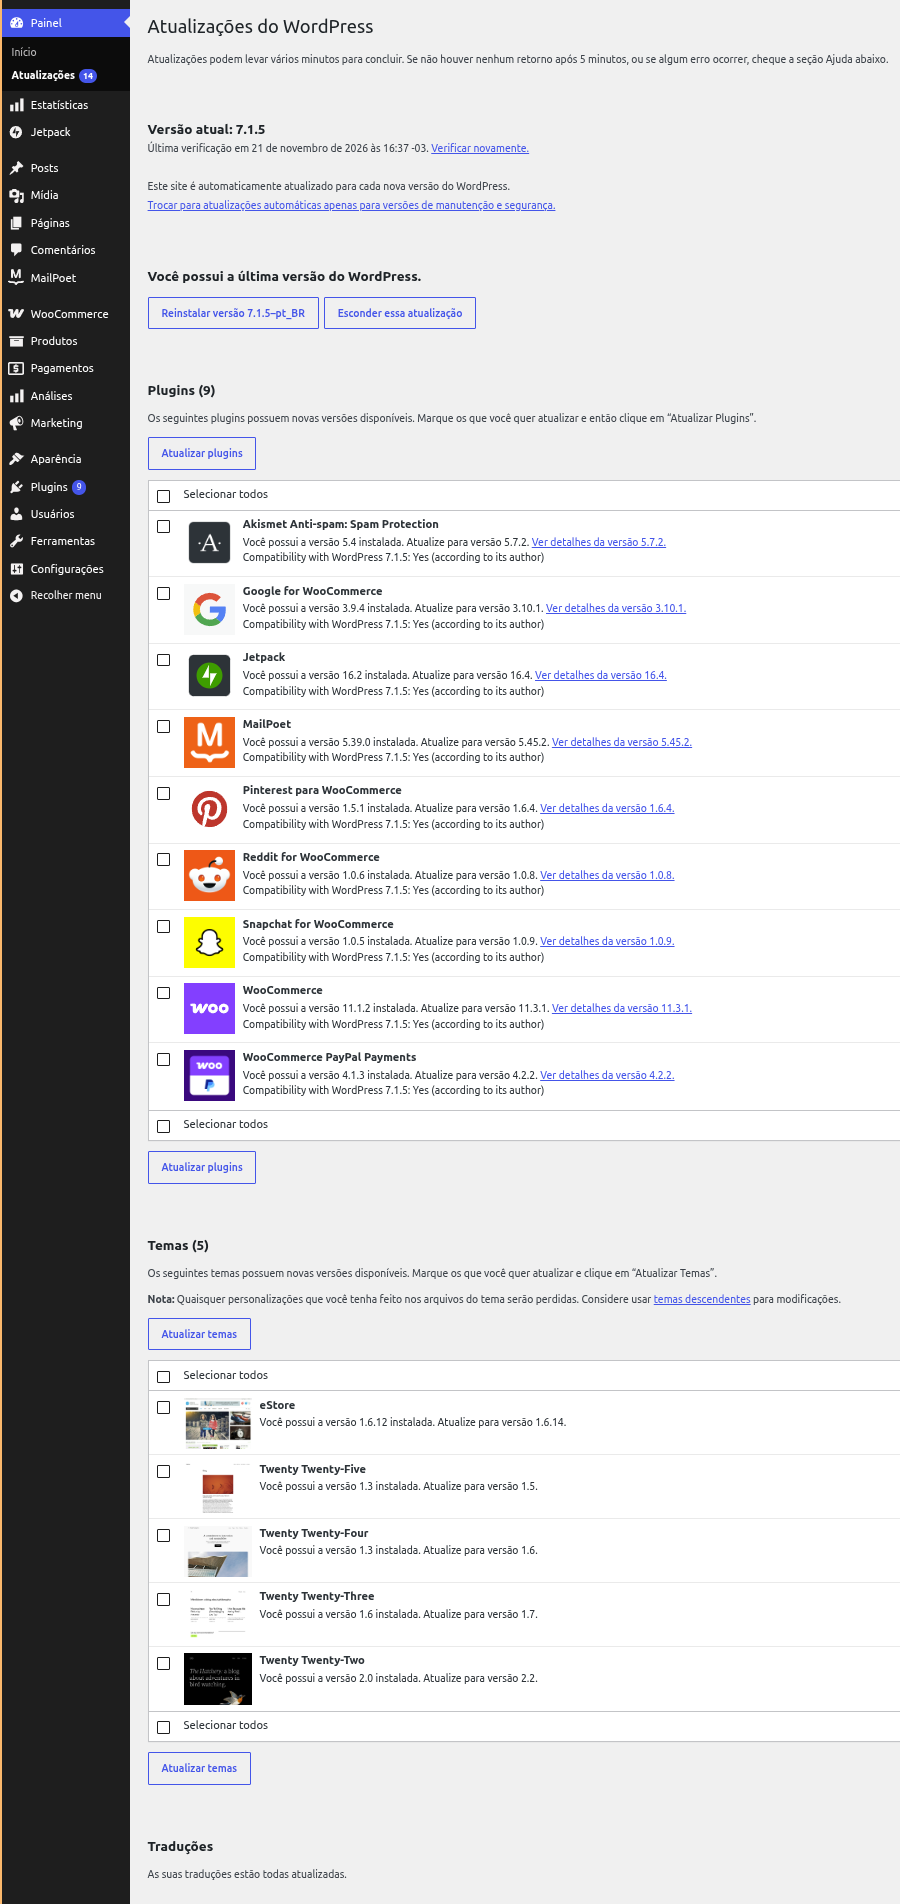 Painel
Início
Atualizações 14
Estatísticas
Jetpack
Posts
Mídia
Páginas
Comentários
MailPoet
WooCommerce
Produtos
Pagamentos
Análises
Marketing
Aparência
Plugins 9
Usuários
Ferramentas
Configurações
Recolher menu
Atualizações do WordPress
Atualizações podem levar vários minutos para concluir. Se não houver nenhum retorno após 5 minutos, ou se algum erro ocorrer, cheque a seção Ajuda abaixo.
Versão atual: 7.1.5
Última verificação em 21 de novembro de 2026 às 16:37 -03. Verificar novamente.
Este site é automaticamente atualizado para cada nova versão do WordPress.
Trocar para atualizações automáticas apenas para versões de manutenção e segurança.
Você possui a última versão do WordPress.
Reinstalar versão 7.1.5–pt_BR Esconder essa atualização
Plugins (9)
Os seguintes plugins possuem novas versões disponíveis. Marque os que você quer atualizar e então clique em “Atualizar Plugins”.
Atualizar plugins
Selecionar todos
Akismet Anti-spam: Spam Protection
Você possui a versão 5.4 instalada. Atualize para versão 5.7.2. Ver detalhes da versão 5.7.2.
Compatibility with WordPress 7.1.5: Yes (according to its author)
Google for WooCommerce
Você possui a versão 3.9.4 instalada. Atualize para versão 3.10.1. Ver detalhes da versão 3.10.1.
Compatibility with WordPress 7.1.5: Yes (according to its author)
Jetpack
Você possui a versão 16.2 instalada. Atualize para versão 16.4. Ver detalhes da versão 16.4.
Compatibility with WordPress 7.1.5: Yes (according to its author)
MailPoet
Você possui a versão 5.39.0 instalada. Atualize para versão 5.45.2. Ver detalhes da versão 5.45.2.
Compatibility with WordPress 7.1.5: Yes (according to its author)
Pinterest para WooCommerce
Você possui a versão 1.5.1 instalada. Atualize para versão 1.6.4. Ver detalhes da versão 1.6.4.
Compatibility with WordPress 7.1.5: Yes (according to its author)
Reddit for WooCommerce
Você possui a versão 1.0.6 instalada. Atualize para versão 1.0.8. Ver detalhes da versão 1.0.8.
Compatibility with WordPress 7.1.5: Yes (according to its author)
Snapchat for WooCommerce
Você possui a versão 1.0.5 instalada. Atualize para versão 1.0.9. Ver detalhes da versão 1.0.9.
Compatibility with WordPress 7.1.5: Yes (according to its author)
woo
WooCommerce
Você possui a versão 11.1.2 instalada. Atualize para versão 11.3.1. Ver detalhes da versão 11.3.1.
Compatibility with WordPress 7.1.5: Yes (according to its author)
woo
WooCommerce PayPal Payments
Você possui a versão 4.1.3 instalada. Atualize para versão 4.2.2. Ver detalhes da versão 4.2.2.
Compatibility with WordPress 7.1.5: Yes (according to its author)
Selecionar todos
Atualizar plugins
Temas (5)
Os seguintes temas possuem novas versões disponíveis. Marque os que você quer atualizar e clique em “Atualizar Temas”.
Nota: Quaisquer personalizações que você tenha feito nos arquivos do tema serão perdidas. Considere usar temas descendentes para modificações.
Atualizar temas
Selecionar todos
eStore
Você possui a versão 1.6.12 instalada. Atualize para versão 1.6.14.
Twenty Twenty-Five
Você possui a versão 1.3 instalada. Atualize para versão 1.5.
Twenty Twenty-Four
Você possui a versão 1.3 instalada. Atualize para versão 1.6.
Twenty Twenty-Three
Você possui a versão 1.6 instalada. Atualize para versão 1.7.
The Hatchery: a blog
about adventures in
bird watching.
Twenty Twenty-Two
Você possui a versão 2.0 instalada. Atualize para versão 2.2.
Selecionar todos
Atualizar temas
Traduções
As suas traduções estão todas atualizadas.